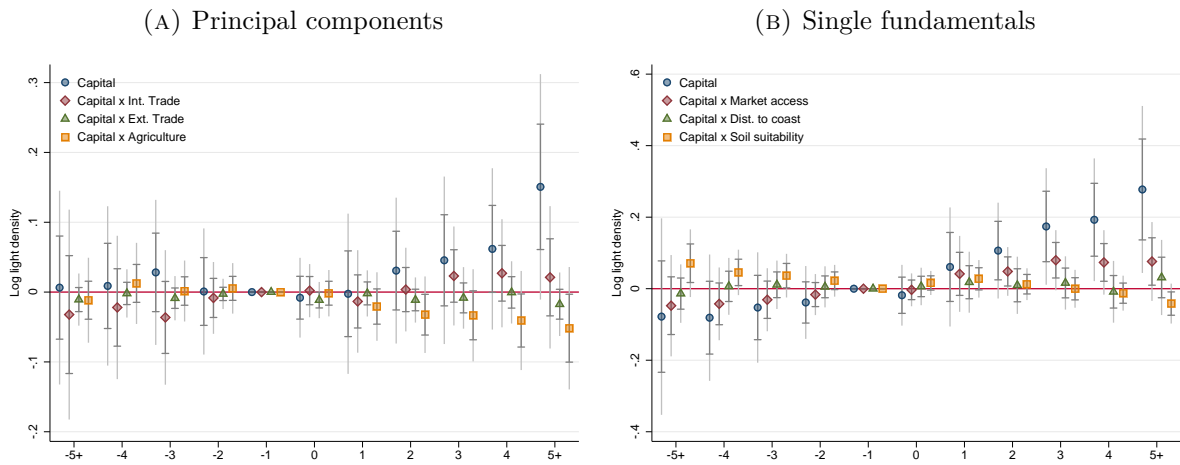 (A) Principal components
Log light density
.3
.2
.1
0
-.1
-.2
Capital
Capital x Int. Trade
Capital x Ext. Trade
Capital x Agriculture
-5+ -4 -3 -2 -1 0 1 2 3 4 5+
(B) Single fundamentals
Log light density
.6
.4
.2
0
-.2
-.4
Capital
Capital x Market access
Capital x Dist. to coast
Capital x Soil suitability
-5+ -4 -3 -2 -1 0 1 2 3 4 5+